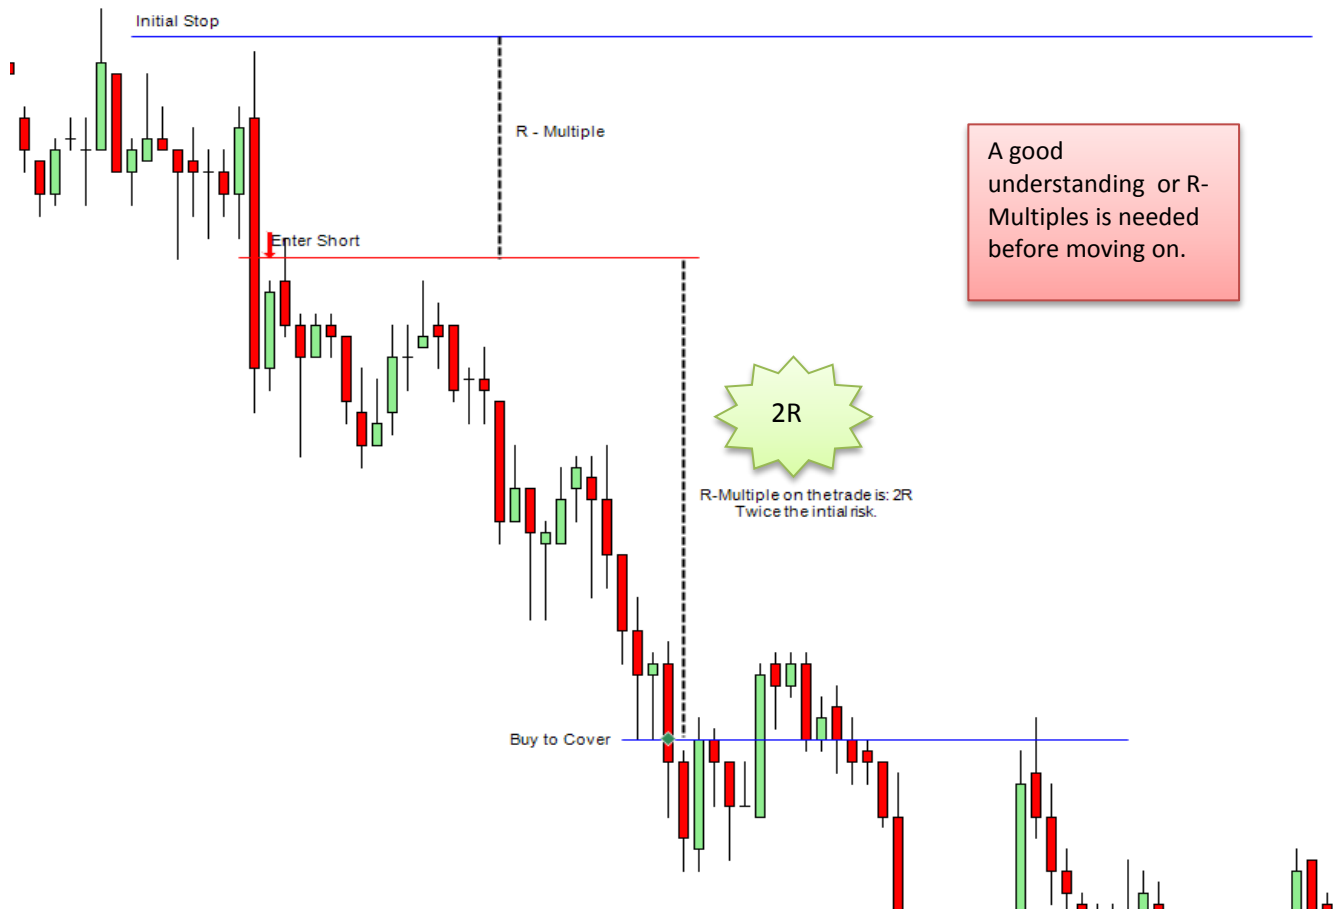 Initial Stop
R - Multiple
A good
understanding or R-
Multiples is needed
before moving on.
Enter Short
2R
R-Multiple on the trade is: 2R
Twice the intial risk.
Buy to Cover